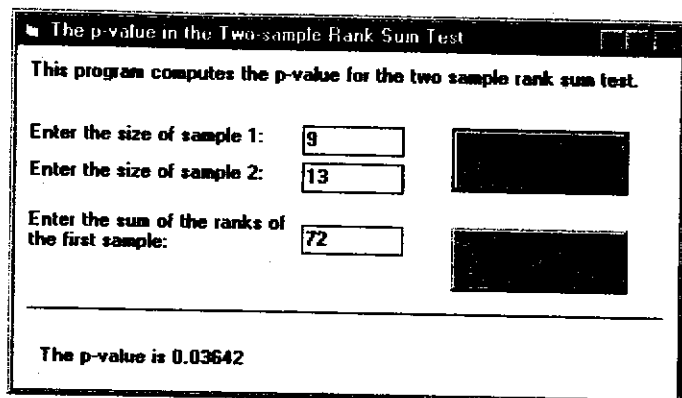 The p-value in the Two-sample Rank Sum Test
This program computes the p-value for the two sample rank sum test.
Enter the size of sample 1:
9
Enter the size of sample 2:
13
Enter the sum of the ranks of
the first sample:
72
The p-value is 0.03642